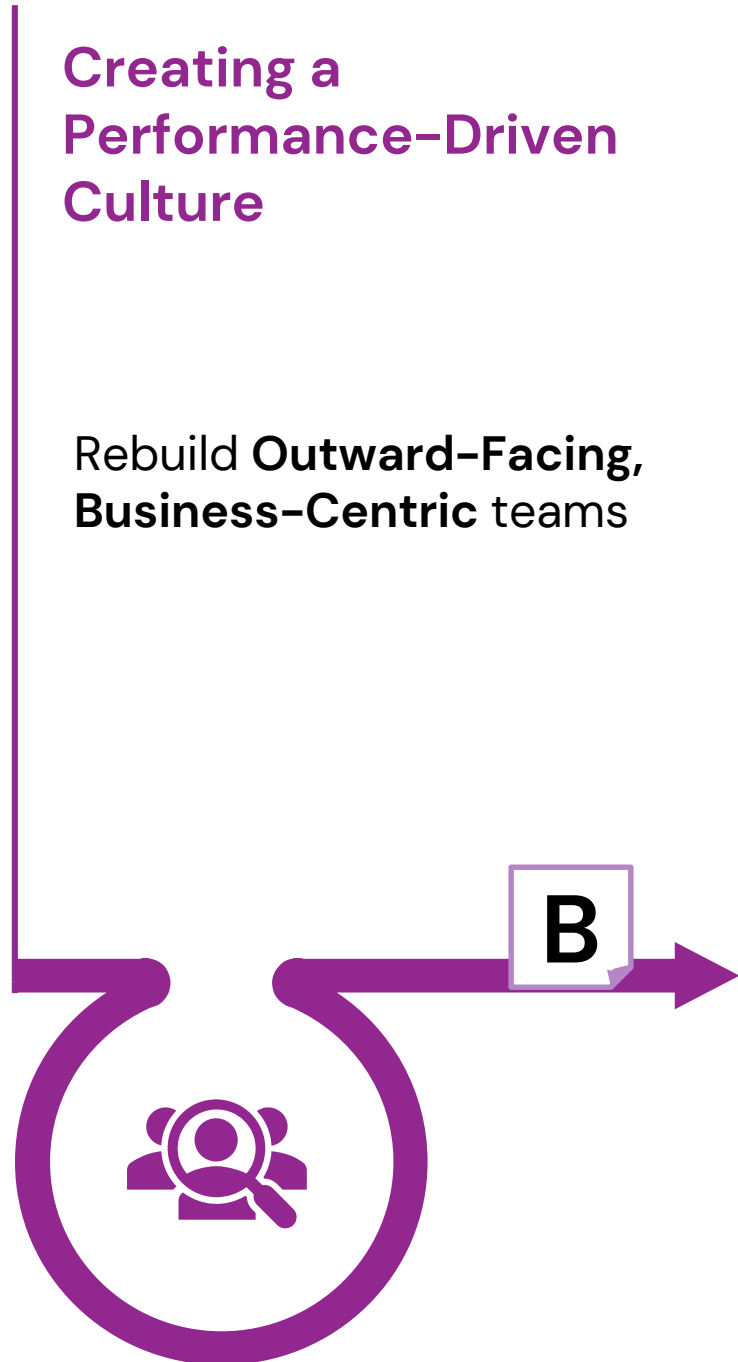 Creating a
Performance-Driven
Culture
Rebuild Outward-Facing,
Business-Centric teams
B